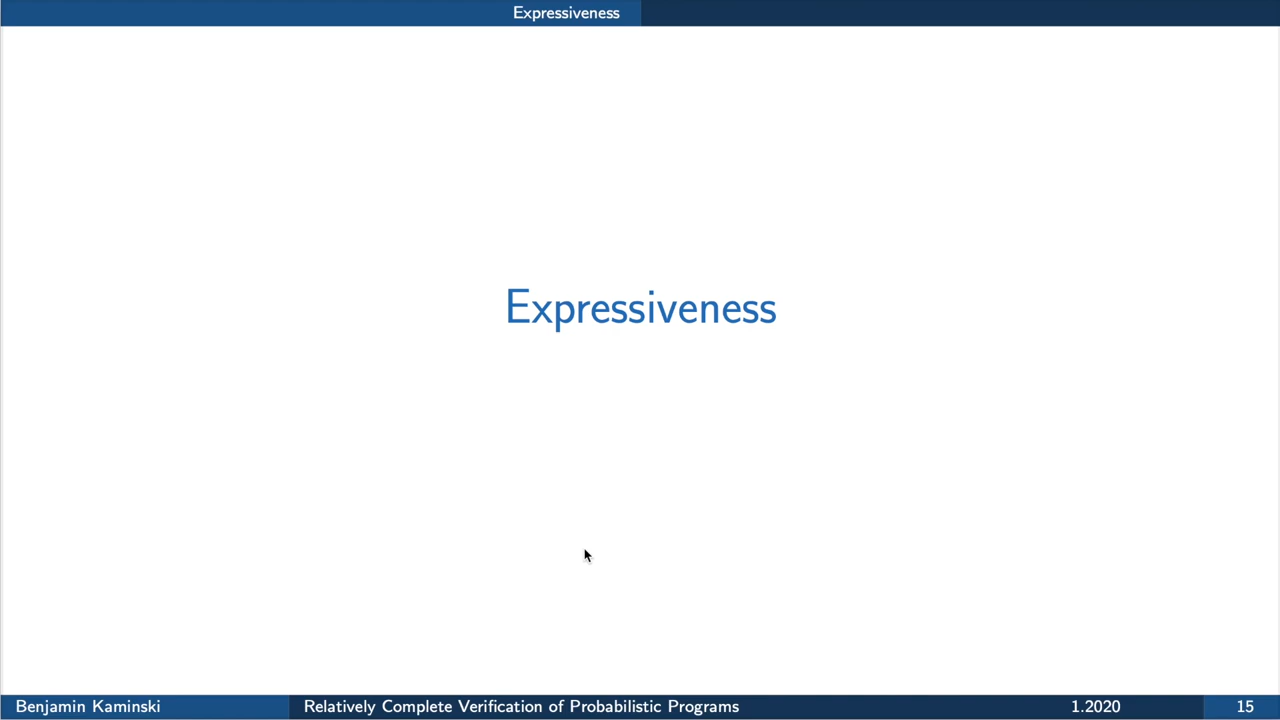 Expressiveness
Expressiveness
Benjamin Kaminski
Relatively Complete Verification of Probabilistic Programs
1.2020
15